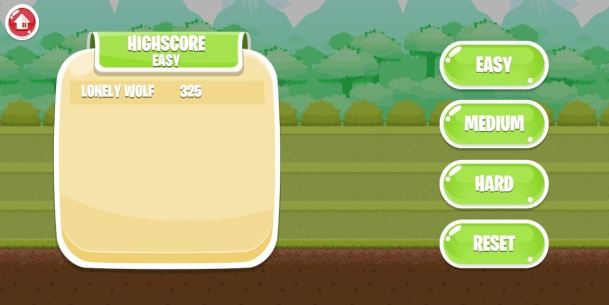 HIGHSCORE
EASY
LONELY WOLF 325
EASY
MEDIUM
HARD
RESET